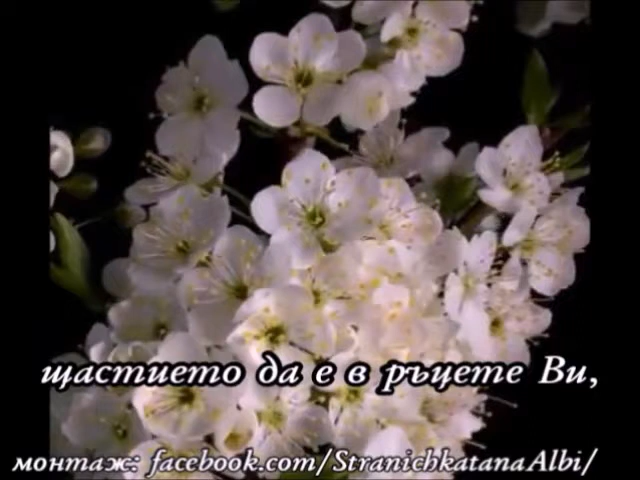 щастието да е в ръцете Ви,
монтаж: facebook.com/StranichkatanaAlbi/